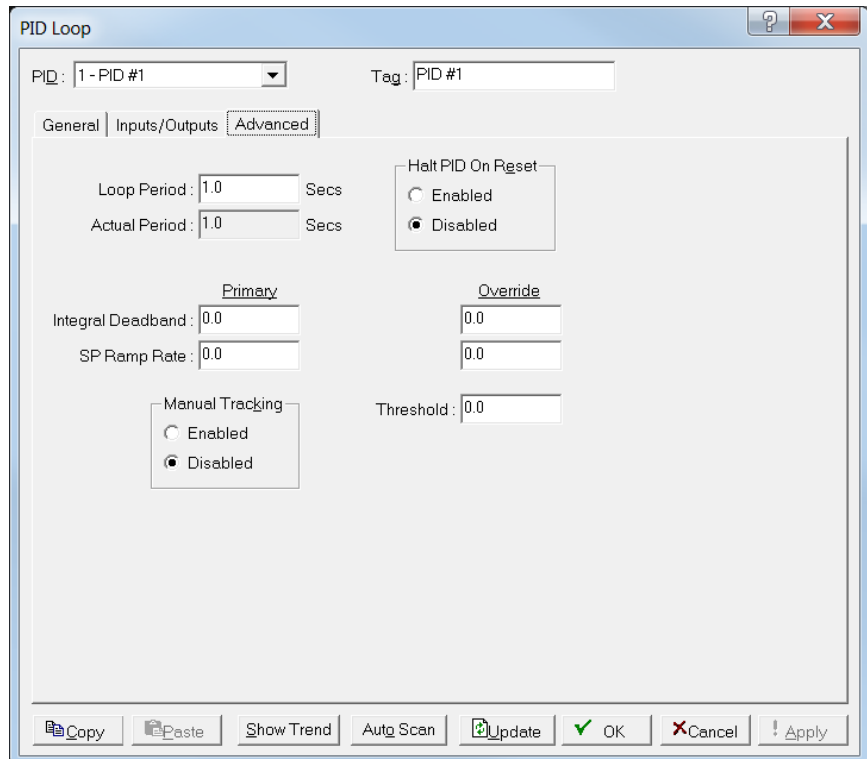 PID Loop
PID : 1 - PID #1 Tag : PID #1
General Inputs/Outputs Advanced
Halt PID On Reset
Loop Period : 1.0 Secs Enabled
Actual Period : 1.0 Secs Disabled
Primary Override
Integral Deadband : 0.0 0.0
SP Ramp Rate : 0.0 0.0
Manual Tracking Threshold : 0.0
Enabled
Disabled
Copy Paste Show Trend Auto Scan Update OK Cancel ! Apply